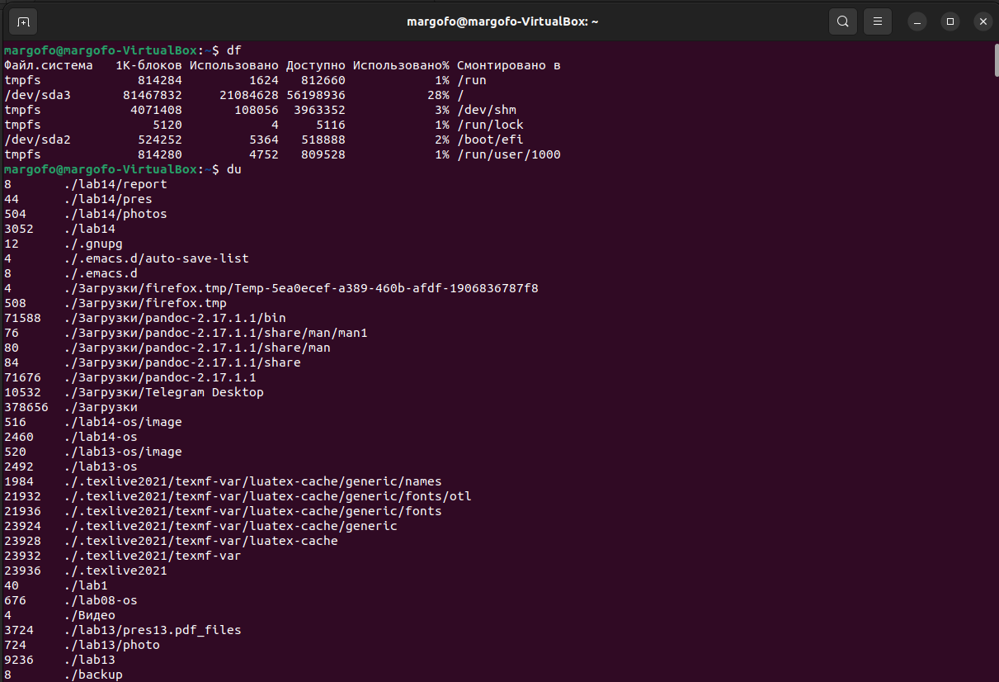 margofo@margofo-VirtualBox: ~
margofo@margofo-VirtualBox:~$ df
Файл.система   1K-блоков Использовано Доступно Использовано% Смонтировано в
tmpfs             814284         1624   812660            1% /run
/dev/sda3       81467832     21084628 56198936           28% /
tmpfs            4071408       108056  3963352            3% /dev/shm
tmpfs               5120            4     5116            1% /run/lock
/dev/sda2         524252         5364   518888            2% /boot/efi
tmpfs             814280         4752   809528            1% /run/user/1000
margofo@margofo-VirtualBox:~$ du
8       ./lab14/report
44      ./lab14/pres
504     ./lab14/photos
3052    ./lab14
12      ./.gnupg
4       ./.emacs.d/auto-save-list
8       ./.emacs.d
4       ./Загрузки/firefox.tmp/Temp-5ea0ecef-a389-460b-afdf-1906836787f8
508     ./Загрузки/firefox.tmp
71588   ./Загрузки/pandoc-2.17.1.1/bin
76      ./Загрузки/pandoc-2.17.1.1/share/man/man1
80      ./Загрузки/pandoc-2.17.1.1/share/man
84      ./Загрузки/pandoc-2.17.1.1/share
71676   ./Загрузки/pandoc-2.17.1.1
10532   ./Загрузки/Telegram Desktop
378656  ./Загрузки
516     ./lab14-os/image
2460    ./lab14-os
520     ./lab13-os/image
2492    ./lab13-os
1984    ./.texlive2021/texmf-var/luatex-cache/generic/names
21932   ./.texlive2021/texmf-var/luatex-cache/generic/fonts/otl
21936   ./.texlive2021/texmf-var/luatex-cache/generic/fonts
23924   ./.texlive2021/texmf-var/luatex-cache/generic
23928   ./.texlive2021/texmf-var/luatex-cache
23932   ./.texlive2021/texmf-var
23936   ./.texlive2021
40      ./lab1
676     ./lab08-os
4       ./Видео
3724    ./lab13/pres13.pdf_files
724     ./lab13/photo
9236    ./lab13
8       ./backup